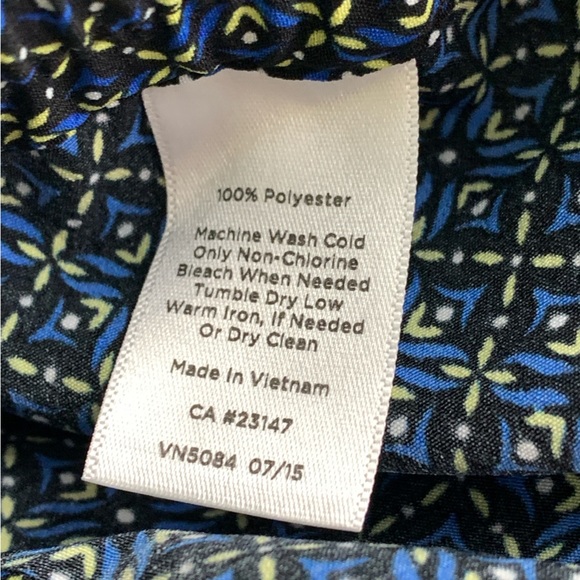 100% Polyester
Machine Wash Cold
Only Non-Chlorine
Bleach When Needed
Tumble Dry Low
Warm Iron, If Needed
Or Dry Clean
Made In Vietnam
CA #23147
VN5084 07/15